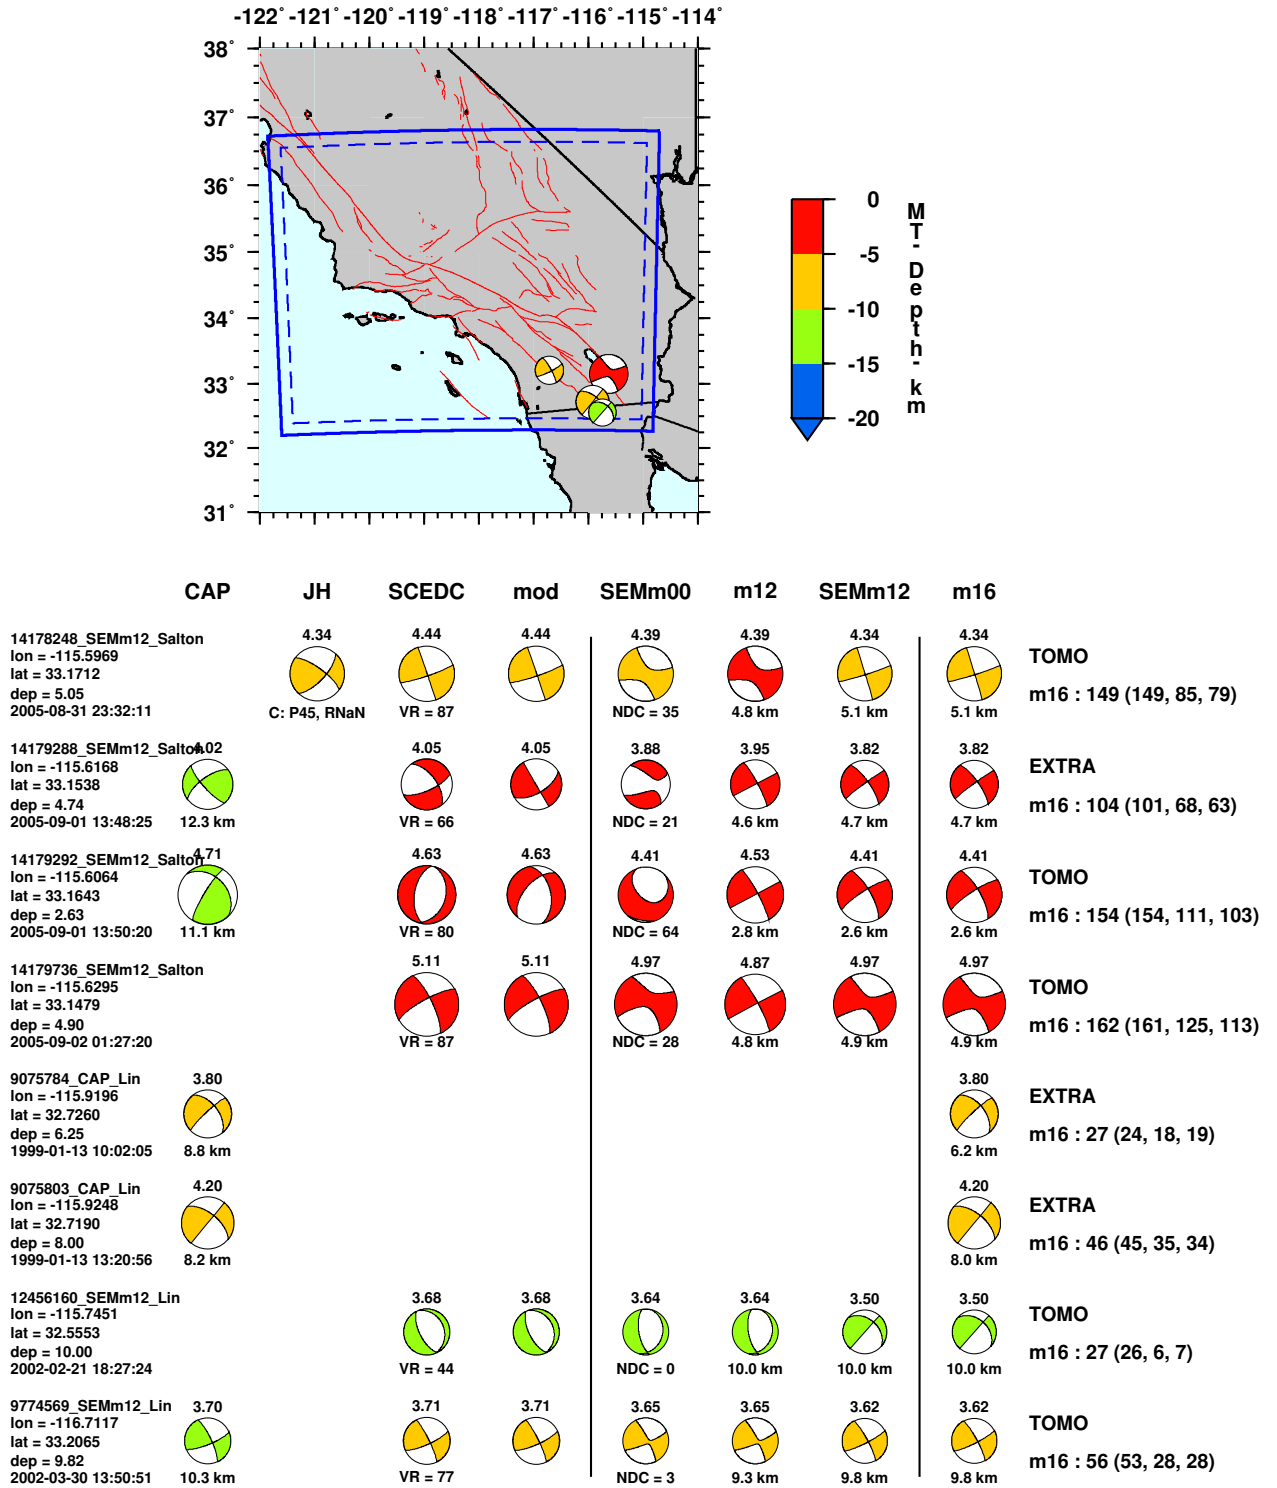 -122° -121° -120° -119° -118° -117° -116° -115° -114°
38°
37°
36°
35°
34°
33°
32°
31°
0
-5
-10
-15
-20
MT-Depth-km
CAP JH SCEDC mod SEMm00 m12 SEMm12 m16
14178248_SEMm12_Salton
lon = -115.5969
lat = 33.1712
dep = 5.05
2005-08-31 23:32:11
4.34 4.44 4.44 4.39 4.39 4.34 4.34
C: P45, RNaN VR = 87 NDC = 35 4.8 km 5.1 km 5.1 km
TOMO
m16 : 149 (149, 85, 79)
14179288_SEMm12_Salton
lon = -115.6168
lat = 33.1538
dep = 4.74
2005-09-01 13:48:25
4.02 4.05 4.05 3.88 3.95 3.82 3.82
12.3 km VR = 66 NDC = 21 4.6 km 4.7 km 4.7 km
EXTRA
m16 : 104 (101, 68, 63)
14179292_SEMm12_Salton
lon = -115.6064
lat = 33.1643
dep = 2.63
2005-09-01 13:50:20
4.71 4.63 4.63 4.41 4.53 4.41 4.41
11.1 km VR = 80 NDC = 64 2.8 km 2.6 km 2.6 km
TOMO
m16 : 154 (154, 111, 103)
14179736_SEMm12_Salton
lon = -115.6295
lat = 33.1479
dep = 4.90
2005-09-02 01:27:20
5.11 5.11 4.97 4.87 4.97 4.97
VR = 87 NDC = 28 4.8 km 4.9 km 4.9 km
TOMO
m16 : 162 (161, 125, 113)
9075784_CAP_Lin
lon = -115.9196
lat = 32.7260
dep = 6.25
1999-01-13 10:02:05
3.80 3.80
8.8 km 6.2 km
EXTRA
m16 : 27 (24, 18, 19)
9075803_CAP_Lin
lon = -115.9248
lat = 32.7190
dep = 8.00
1999-01-13 13:20:56
4.20 4.20
8.2 km 8.0 km
EXTRA
m16 : 46 (45, 35, 34)
12456160_SEMm12_Lin
lon = -115.7451
lat = 32.5553
dep = 10.00
2002-02-21 18:27:24
3.68 3.68 3.64 3.64 3.50 3.50
VR = 44 NDC = 0 10.0 km 10.0 km 10.0 km
TOMO
m16 : 27 (26, 6, 7)
9774569_SEMm12_Lin
lon = -116.7117
lat = 33.2065
dep = 9.82
2002-03-30 13:50:51
3.70 3.71 3.71 3.65 3.65 3.62 3.62
10.3 km VR = 77 NDC = 3 9.3 km 9.8 km 9.8 km
TOMO
m16 : 56 (53, 28, 28)